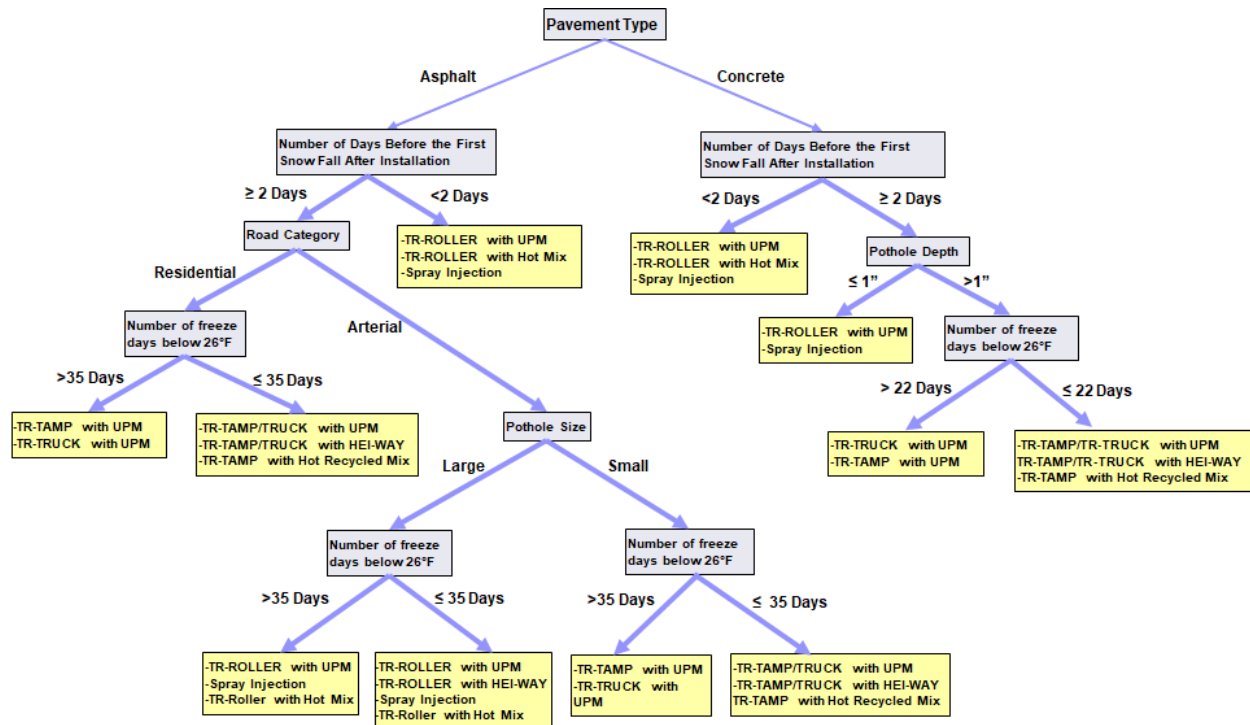 Pavement Type
Asphalt
Concrete
Number of Days Before the First
Snow Fall After Installation
Number of Days Before the First
Snow Fall After Installation
≥ 2 Days
<2 Days
<2 Days
≥ 2 Days
Road Category
-TR-ROLLER with UPM
-TR-ROLLER with Hot Mix
-Spray Injection
-TR-ROLLER with UPM
-TR-ROLLER with Hot Mix
-Spray Injection
Pothole Depth
Residential
Arterial
≤ 1”
>1”
Number of freeze
days below 26°F
-TR-ROLLER with UPM
-Spray Injection
Number of freeze
days below 26°F
>35 Days
≤ 35 Days
> 22 Days
≤ 22 Days
-TR-TAMP with UPM
-TR-TRUCK with UPM
-TR-TAMP/TRUCK with UPM
-TR-TAMP/TRUCK with HEI-WAY
-TR-TAMP with Hot Recycled Mix
Pothole Size
-TR-TRUCK with UPM
-TR-TAMP with UPM
-TR-TAMP/TR-TRUCK with UPM
TR-TAMP/TR-TRUCK with HEI-WAY
-TR-TAMP with Hot Recycled Mix
Large
Small
Number of freeze
days below 26°F
Number of freeze
days below 26°F
>35 Days
≤ 35 Days
>35 Days
≤ 35 Days
-TR-ROLLER with UPM
-Spray Injection
-TR-Roller with Hot Mix
-TR-ROLLER with UPM
-TR-ROLLER with HEI-WAY
-Spray Injection
-TR-Roller with Hot Mix
-TR-TAMP with UPM
-TR-TRUCK with
UPM
-TR-TAMP/TRUCK with UPM
-TR-TAMP/TRUCK with HEI-WAY
TR-TAMP with Hot Recycled Mix